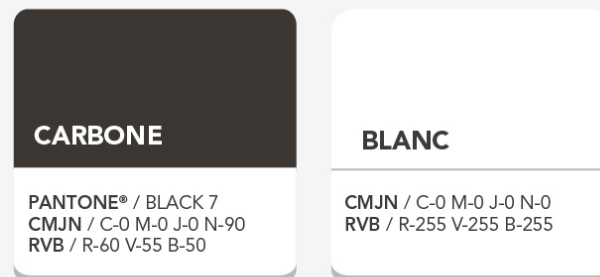 CARBONE
PANTONE® / BLACK 7
CMJN / C-0 M-0 J-0 N-90
RVB / R-60 V-55 B-50
BLANC
CMJN / C-0 M-0 J-0 N-0
RVB / R-255 V-255 B-255